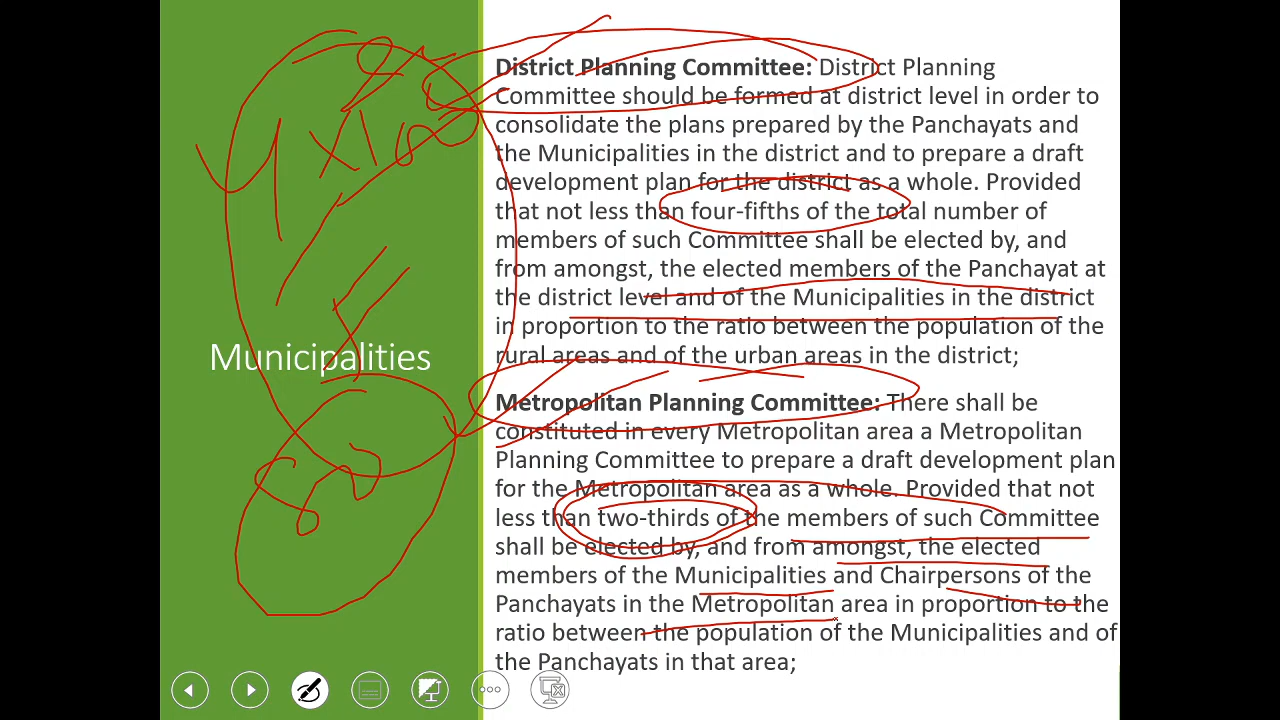 Municipalities
District Planning Committee: District Planning
Committee should be formed at district level in order to
consolidate the plans prepared by the Panchayats and
the Municipalities in the district and to prepare a draft
development plan for the district as a whole. Provided
that not less than four-fifths of the total number of
members of such Committee shall be elected by, and
from amongst, the elected members of the Panchayat at
the district level and of the Municipalities in the district
in proportion to the ratio between the population of the
rural areas and of the urban areas in the district;
Metropolitan Planning Committee: There shall be
constituted in every Metropolitan area a Metropolitan
Planning Committee to prepare a draft development plan
for the Metropolitan area as a whole. Provided that not
less than two-thirds of the members of such Committee
shall be elected by, and from amongst, the elected
members of the Municipalities and Chairpersons of the
Panchayats in the Metropolitan area in proportion to the
ratio between the population of the Municipalities and of
the Panchayats in that area;